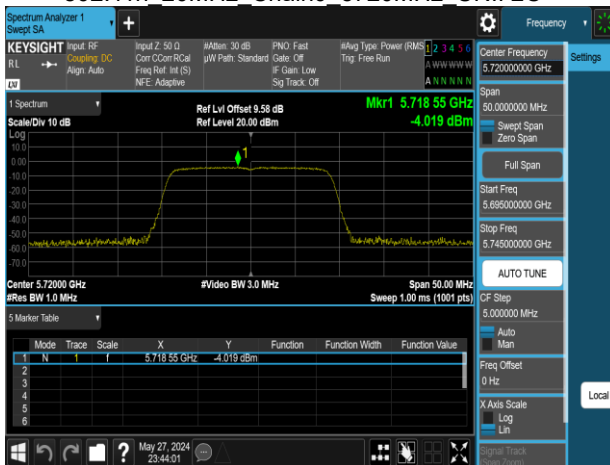 Spectrum Analyzer 1
Swept SA
+
Frequency
KEYSIGHT
RL
Input: RF
Coupling: DC
Align: Auto
Input Z: 50 Ω
Corr CCorr RCal
Freq Ref: Int (S)
NFE: Adaptive
#Atten: 30 dB
µW Path: Standard
PNO: Fast
Gate: Off
IF Gain: Low
Sig Track: Off
#Avg Type: Power (RMS
Trig: Free Run
1 2 3 4 5 6
A W W W W W
A N N N N N
LXI
1 Spectrum
Scale/Div 10 dB
Ref Lvl Offset 9.58 dB
Ref Level 20.00 dBm
Mkr1 5.718 55 GHz
-4.019 dBm
Log
10.0
0.00
-10.0
-20.0
-30.0
-40.0
-50.0
-60.0
-70.0
1
Center 5.72000 GHz
#Res BW 1.0 MHz
#Video BW 3.0 MHz
Span 50.00 MHz
Sweep 1.00 ms (1001 pts)
5 Marker Table
Mode Trace Scale X Y Function Function Width Function Value
1 N 1 f 5.718 55 GHz -4.019 dBm
2
3
4
5
6
May 27, 2024
23:44:01
Center Frequency
5.720000000 GHz
Settings
Span
50.0000000 MHz
Swept Span
Zero Span
Full Span
Start Freq
5.695000000 GHz
Stop Freq
5.745000000 GHz
AUTO TUNE
CF Step
5.000000 MHz
Auto
Man
Freq Offset
0 Hz
X Axis Scale
Log
Lin
Local
Signal Track
(Span Zoom)